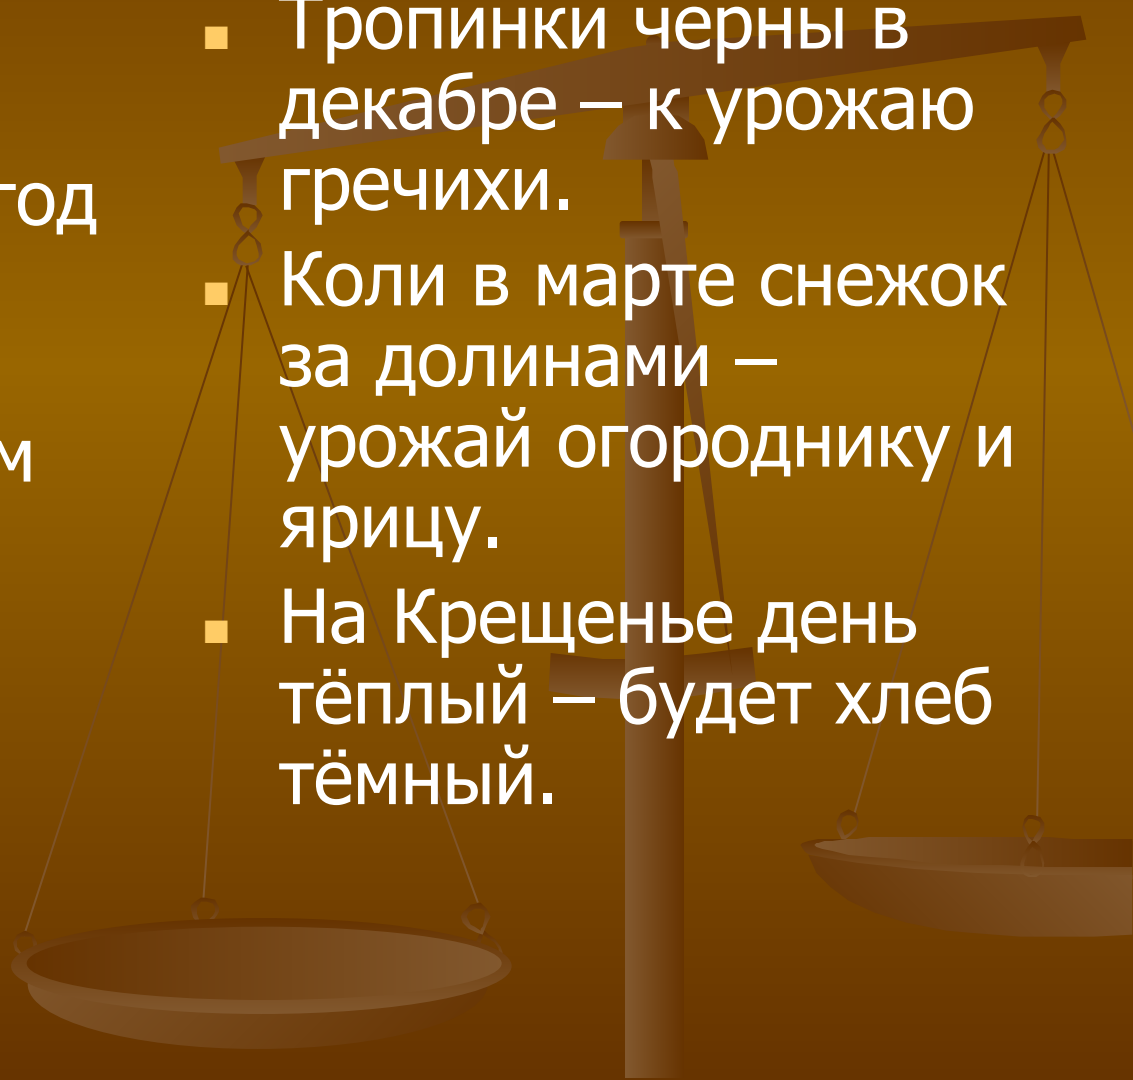 год
м
Тропинки черны в
декабре – к урожаю
гречихи.
Коли в марте снежок
за долинами –
урожай огороднику и
ярицу.
На Крещенье день
тёплый – будет хлеб
тёмный.